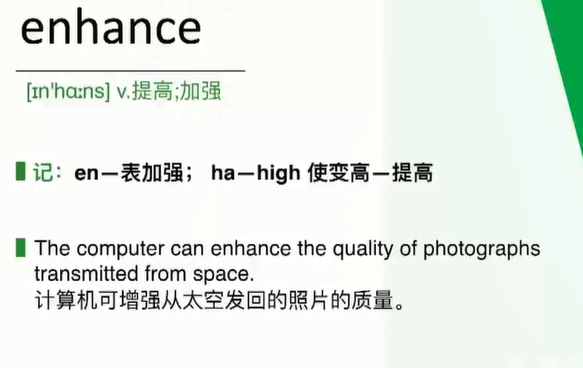 enhance
[ɪn'hɑːns] v.提高;加强
记：en—表加强； ha—high 使变高—提高
The computer can enhance the quality of photographs
transmitted from space.
计算机可增强从太空发回的照片的质量。